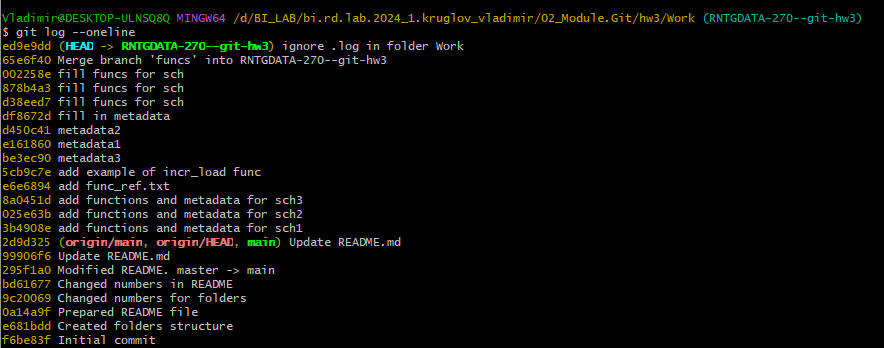 Vladimir@DESKTOP-ULNSQ8Q MINGW64 /d/BI_LAB/bi.rd.lab.2024_1.kruglov_vladimir/02_Module.Git/hw3/Work (RNTGDATA-270--git-hw3)
$ git log --oneline
ed9e9dd (HEAD -> RNTGDATA-270--git-hw3) ignore .log in folder Work
65e6f40 Merge branch 'funcs' into RNTGDATA-270--git-hw3
002258e fill funcs for sch
878b4a3 fill funcs for sch
d38eed7 fill funcs for sch
df8672d fill in metadata
d450c41 metadata2
e161860 metadata1
be3ec90 metadata3
5cb9c7e add example of incr_load func
e6e6894 add func_ref.txt
8a0451d add functions and metadata for sch3
025e63b add functions and metadata for sch2
3b4908e add functions and metadata for sch1
2d9d325 (origin/main, origin/HEAD, main) Update README.md
99906f6 Update README.md
295f1a0 Modified README. master -> main
bd61677 Changed numbers in README
9c20069 Changed numbers for folders
0a14a9f Prepared README file
e681bdd Created folders structure
f6be83f Initial commit